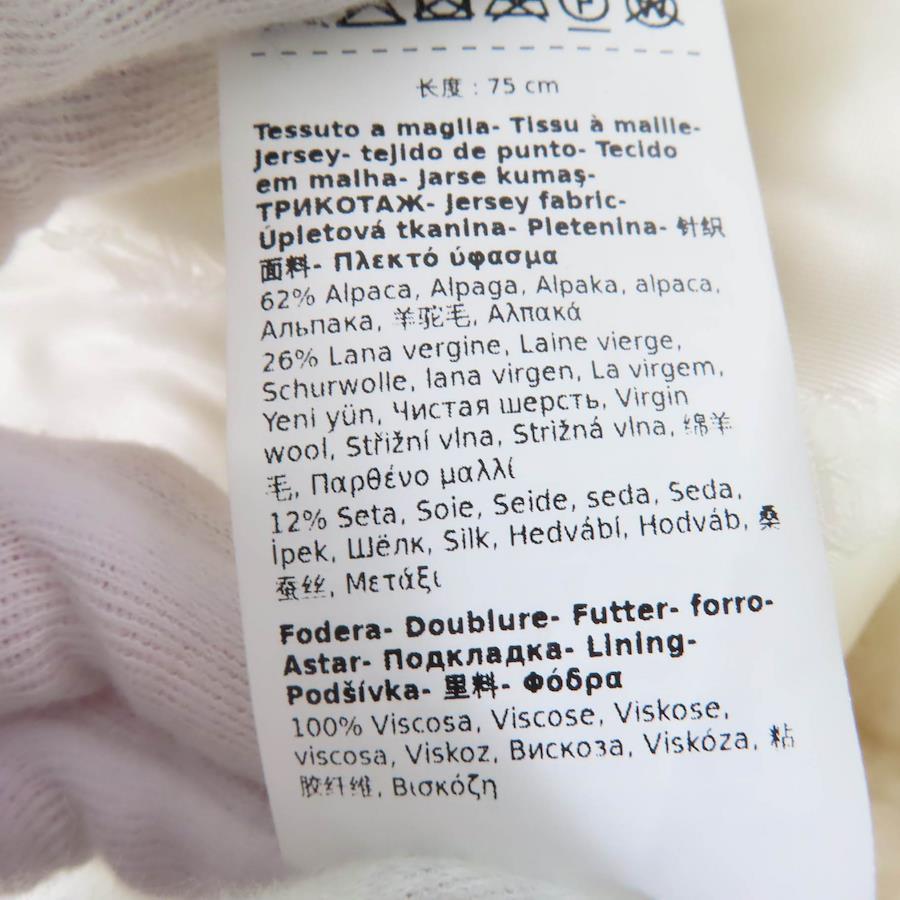 长度 : 75 cm
Tessuto a maglia- Tissu à maille-
Jersey- tejido de punto- Tecido
em malha- Jarse kumaş-
ТРИКОТАЖ- Jersey fabric-
Úpletová tkanina- Pletenina- 针织
面料- Πλεκτό ύφασμα
62% Alpaca, Alpaga, Alpaka, alpaca,
Альпака, 羊驼毛, Αλπακά
26% Lana vergine, Laine vierge,
Schurwolle, lana virgen, La virgem,
Yeni yün, Чистая шерсть, Virgin
wool, Střižní vlna, Strižná vlna, 绵羊
毛, Παρθένο μαλλί
12% Seta, Soie, Seide, seda, Seda,
İpek, Шёлк, Silk, Hedvábí, Hodváb, 桑
蚕丝, Μετάξι
Fodera- Doublure- Futter- forro-
Astar- Подкладка- Lining-
Podšívka- 里料- Φόδρα
100% Viscosa, Viscose, Viskose,
viscosa, Viskoz, Вискоза, Viskóza, 粘
胶纤维, Βισκόζη